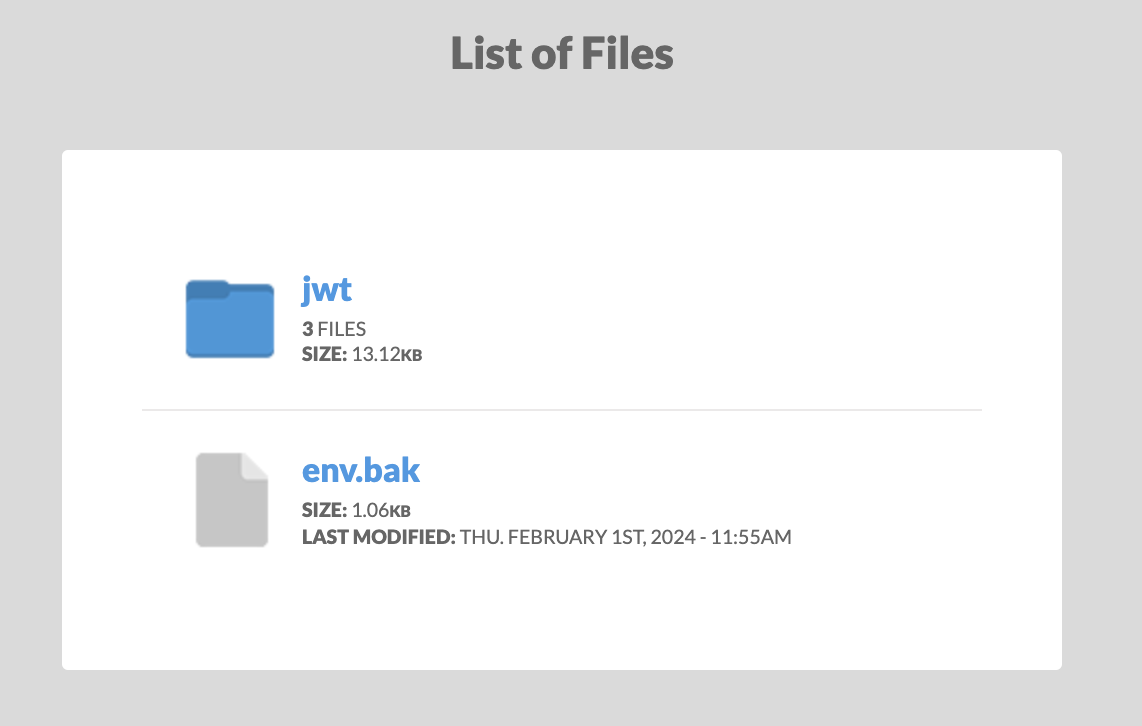 List of Files
jwt
3 FILES
SIZE: 13.12KB
env.bak
SIZE: 1.06KB
LAST MODIFIED: THU. FEBRUARY 1ST, 2024 - 11:55AM